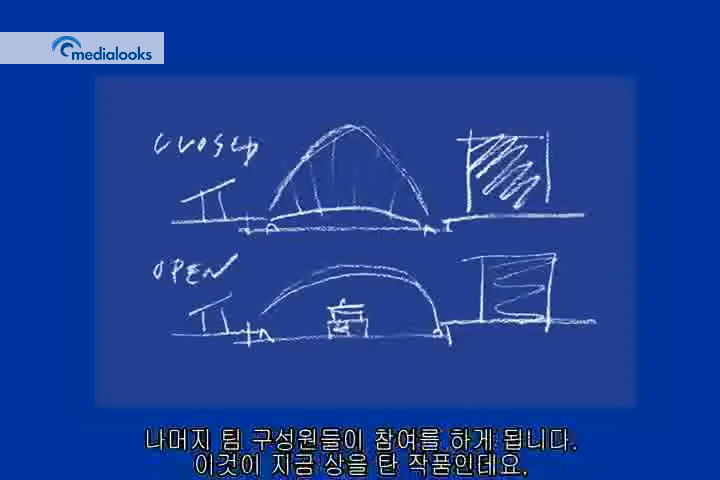 medialooks
CLOSED
OPEN
나머지 팀 구성원들이 참여를 하게 됩니다.
이것이 지금 상을 탄 작품인데요.